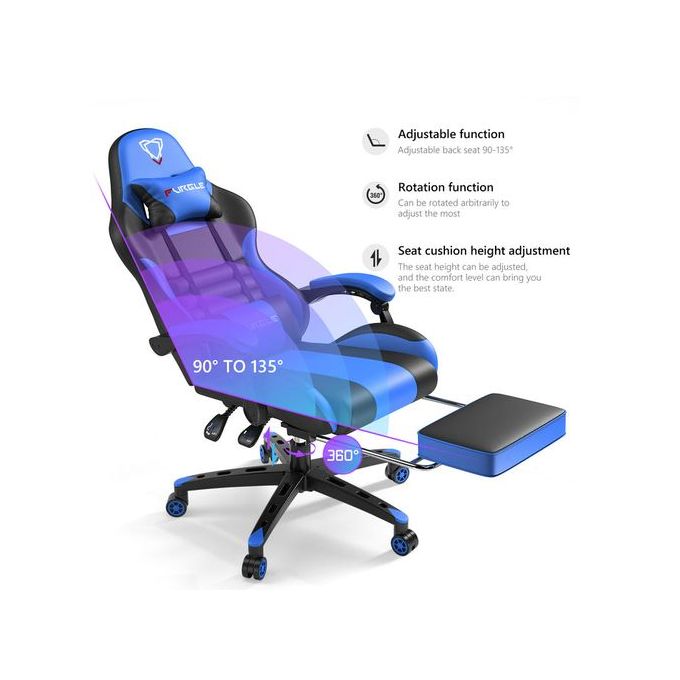 Adjustable function
Adjustable back seat 90-135°
360°
Rotation function
Can be rotated arbitrarily to
adjust the most
Seat cushion height adjustment
The seat height can be adjusted,
and the comfort level can bring you
the best state.
FURGLE
90° TO 135°
360°